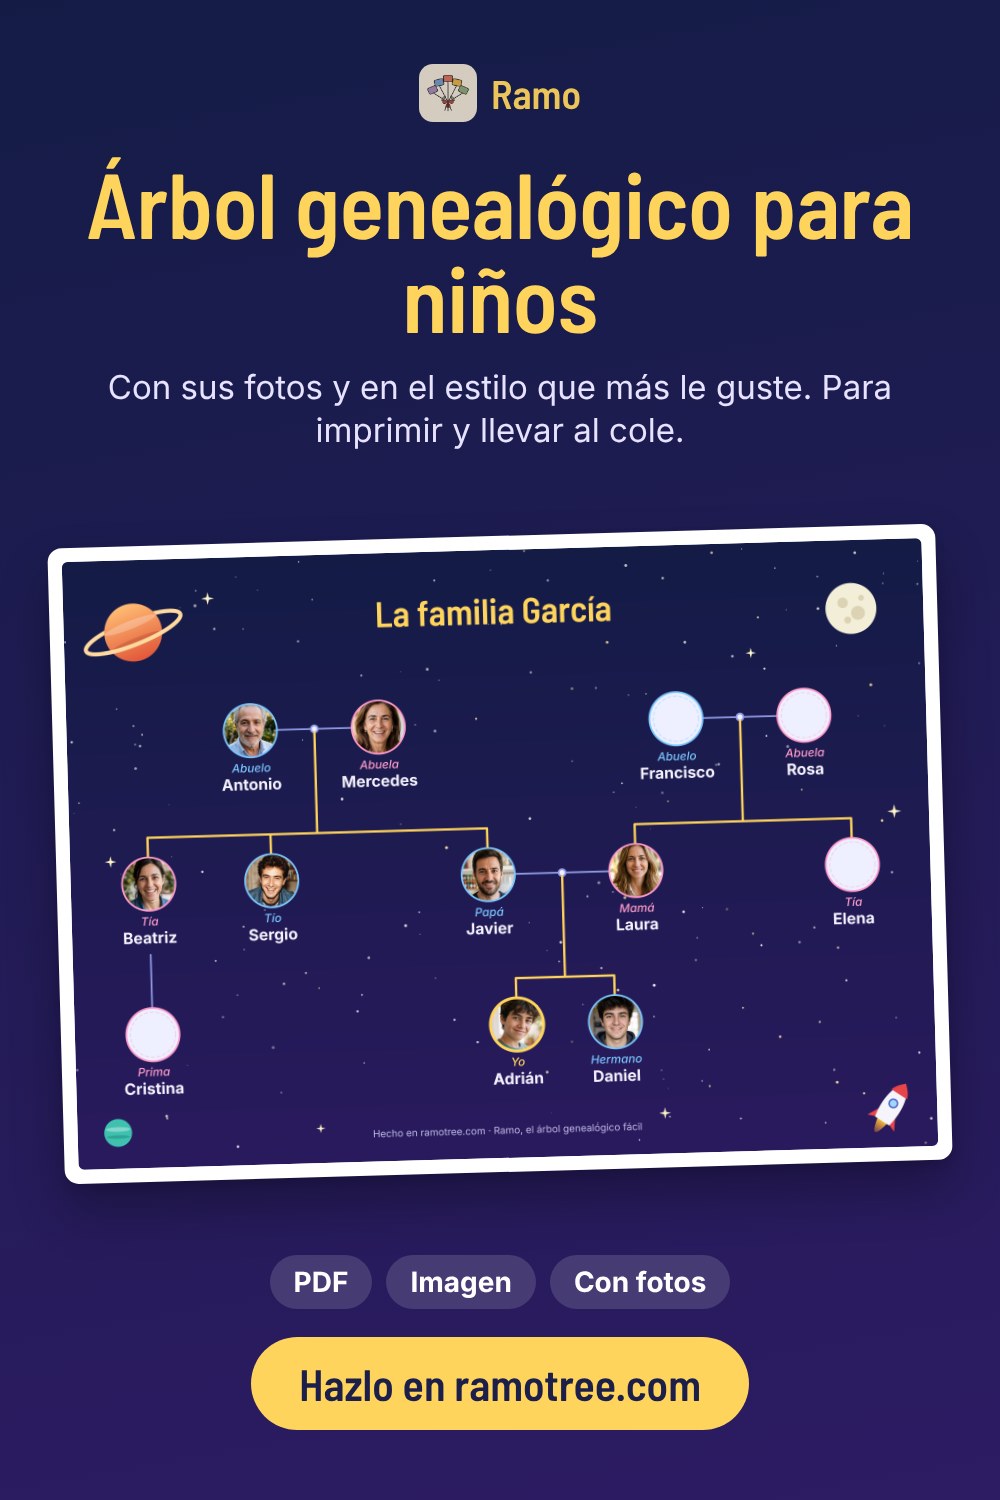 Ramo
Árbol genealógico para
niños
Con sus fotos y en el estilo que más le guste. Para
imprimir y llevar al cole.
La familia García
Abuelo
Antonio
Abuela
Mercedes
Abuelo
Francisco
Abuela
Rosa
Tía
Beatriz
Tío
Sergio
Papá
Javier
Mamá
Laura
Tía
Elena
Prima
Cristina
Yo
Adrián
Hermano
Daniel
Hecho en ramotree.com · Ramo, el árbol genealógico fácil
PDF
Imagen
Con fotos
Hazlo en ramotree.com